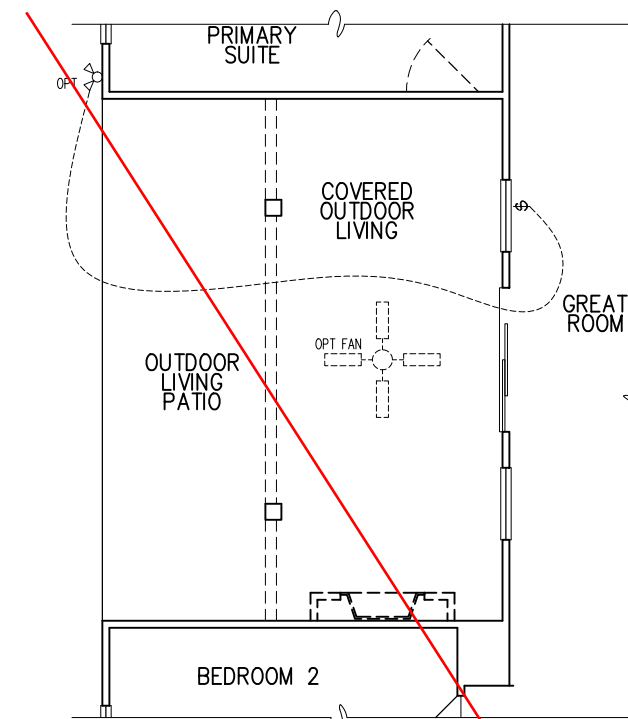 PRIMARY
SUITE
OPT
COVERED
OUTDOOR
LIVING
$
GREAT
ROOM
OPT FAN
OUTDOOR
LIVING
PATIO
BEDROOM 2